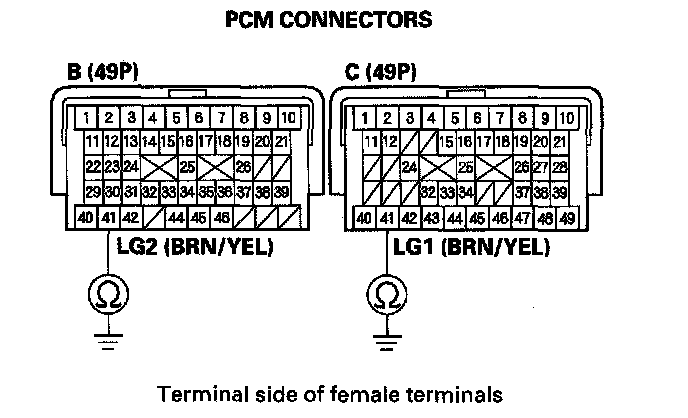 PCM CONNECTORS
B (49P)
C (49P)
1 2 3 4 5 6 7 8 9 10
11 12 13 14 15 16 17 18 19 20 21
22 23 24 25 26
29 30 31 32 33 34 35 36 37 38 39
40 41 42 44 45 46
1 2 3 4 5 6 7 8 9 10
11 12 15 16 17 18 19 20 21
24 25 26 27 28
32 33 34 37 38 39
40 41 42 43 44 45 46 47 48 49
LG2 (BRN/YEL)
LG1 (BRN/YEL)
Ω
Ω
Terminal side of female terminals